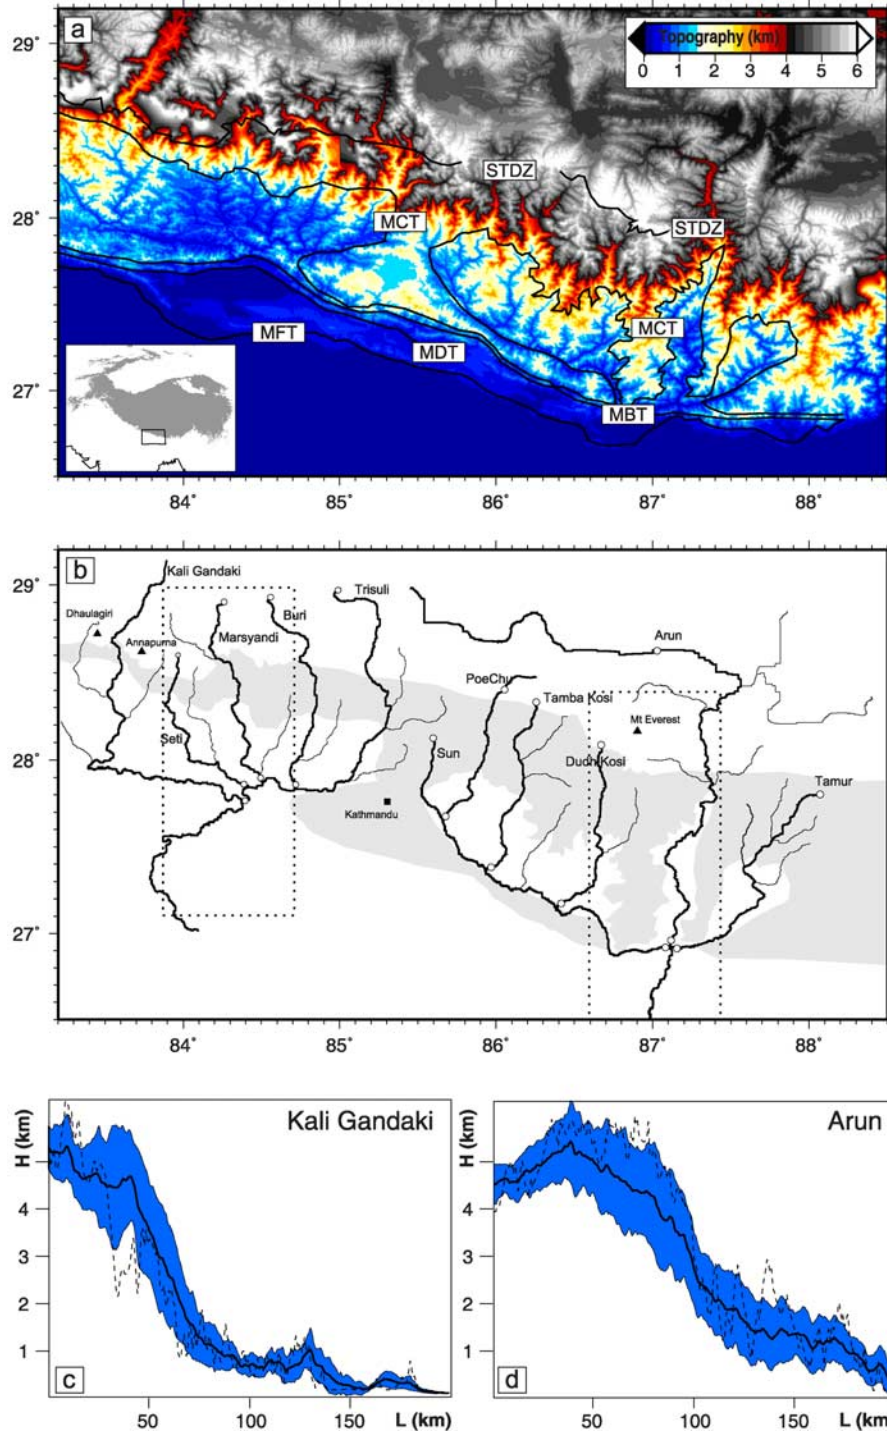 a
Topography (km)
0 1 2 3 4 5 6
29°
28°
27°
STDZ
MCT
STDZ
MFT
MDT
MCT
MBT
84° 85° 86° 87° 88°
b
29°
28°
27°
Kali Gandaki
Dhaulagiri
Annapurna
Marsyandi
Buri
Trisuli
Arun
PoeChu
Tamba Kosi
Mt Everest
Seti
Sun
Dudh Kosi
Tamur
Kathmandu
84° 85° 86° 87° 88°
Kali Gandaki
H (km)
4
3
2
1
c
50 100 150 L (km)
Arun
H (km)
4
3
2
1
d
50 100 150 L (km)